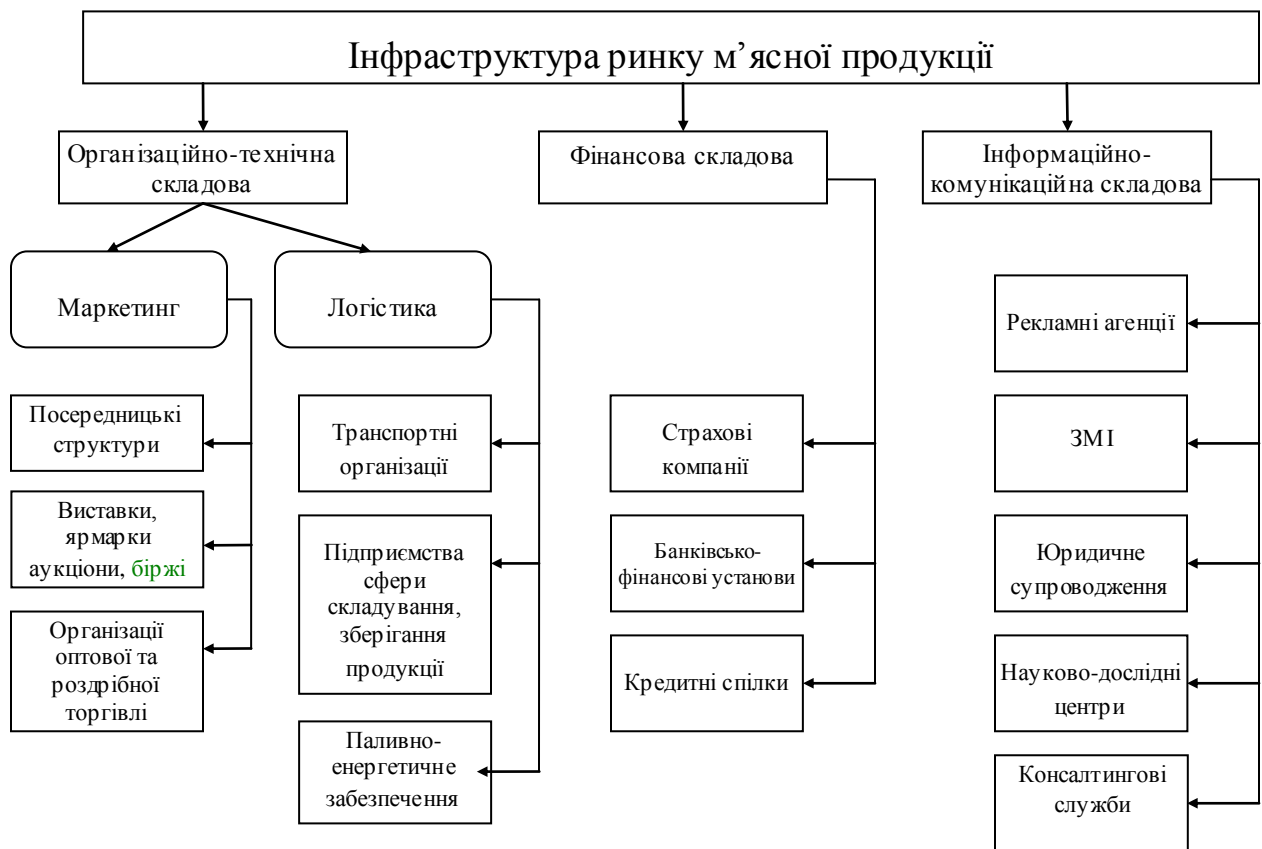 Інфраструктура ринку м’ясної продукції
Організаційно-технічна
складова
Фінансова складова
Інформаційно-
комунікаційна складова
Маркетинг
Логістика
Посередницькі
структури
Виставки,
ярмарки
аукціони, біржі
Організації
оптової та
роздрібної
торгівлі
Транспортні
організації
Підприємства
сфери
складування,
зберігання
продукції
Паливно-
енергетичне
забезпечення
Страхові
компанії
Банківсько-
фінансові установи
Кредитні спілки
Рекламні агенції
ЗМІ
Юридичне
супроводження
Науково-дослідні
центри
Консалтингові
служби